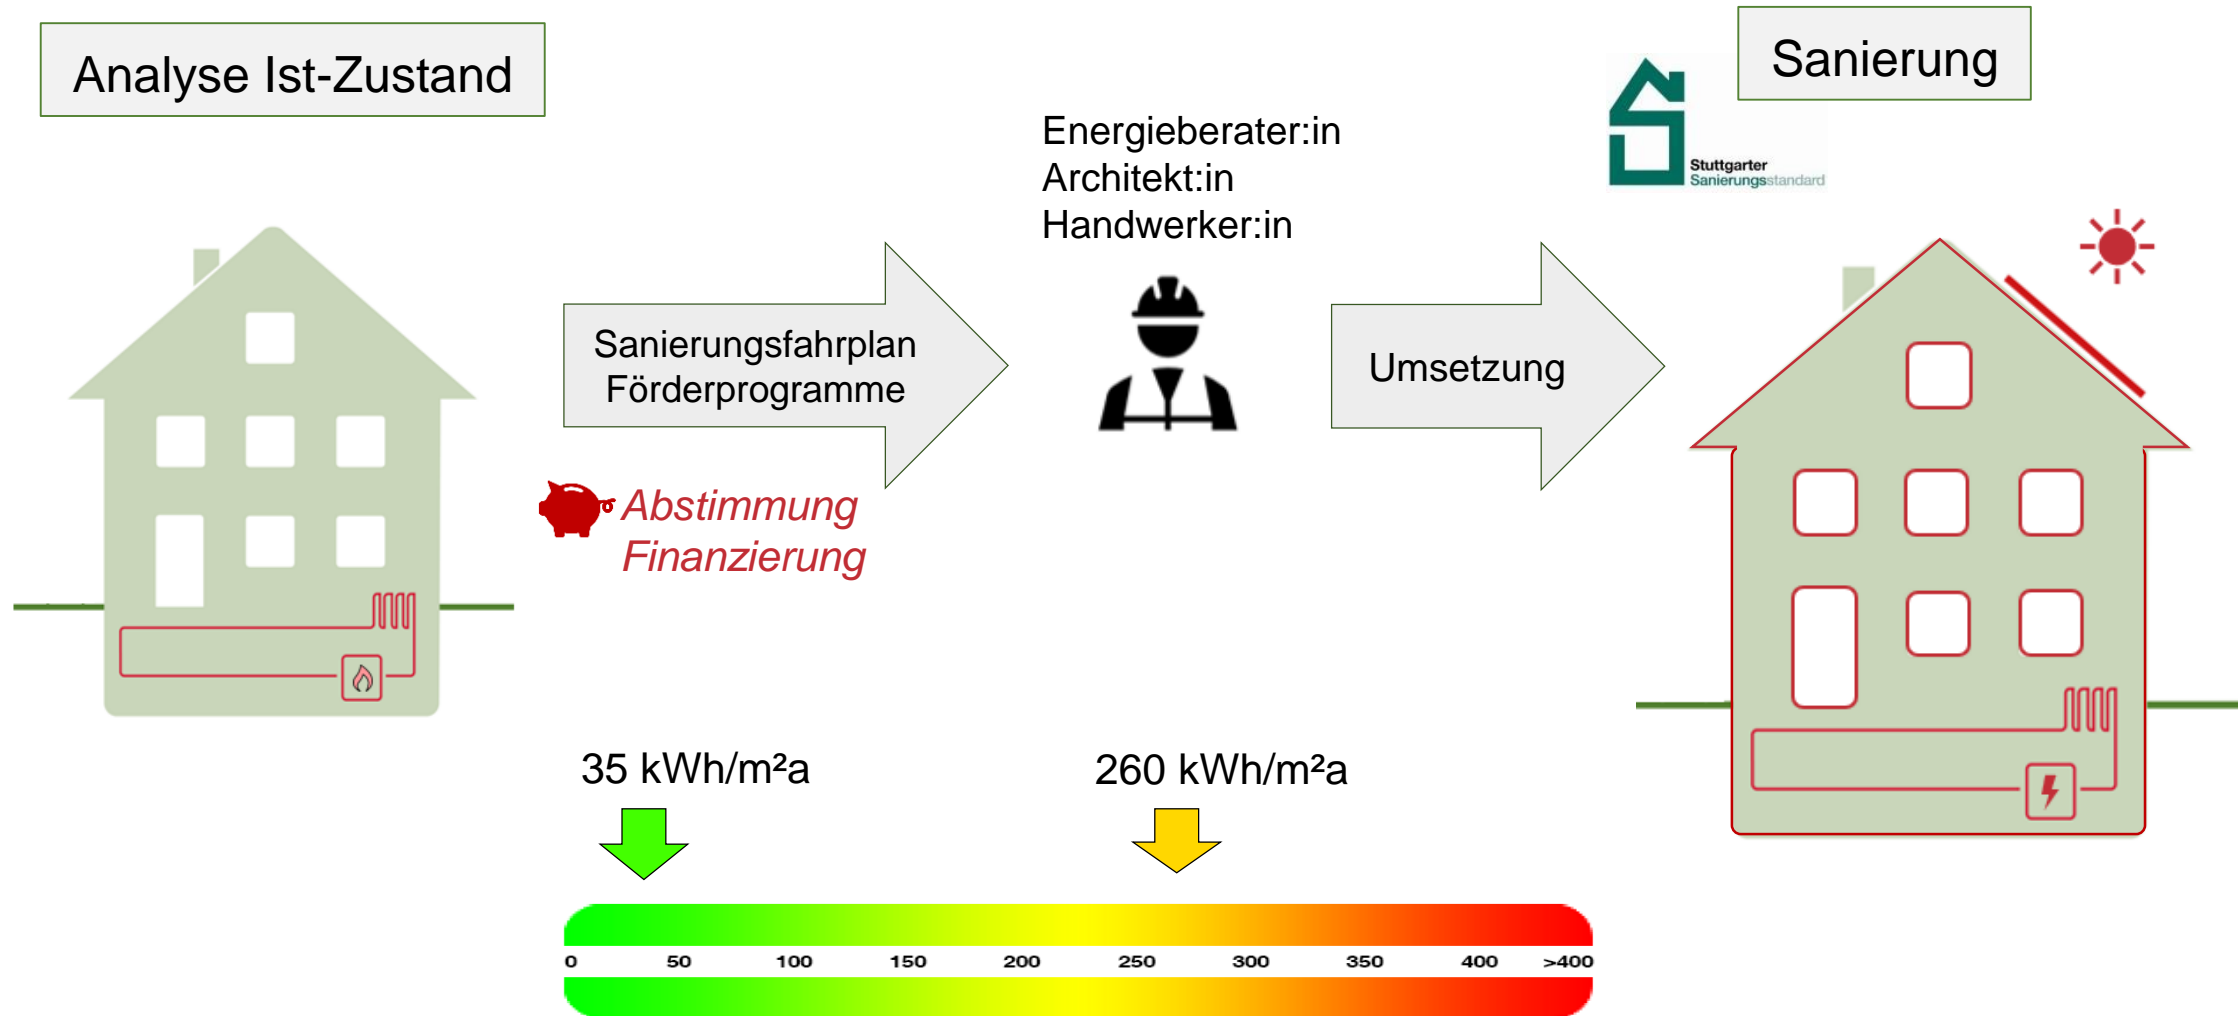 Analyse Ist-Zustand
Sanierung
Stuttgarter
Sanierungsstandard
Energieberater:in
Architekt:in
Handwerker:in
Sanierungsfahrplan
Förderprogramme
Umsetzung
Abstimmung
Finanzierung
35 kWh/m²a
260 kWh/m²a
0 50 100 150 200 250 300 350 400 >400